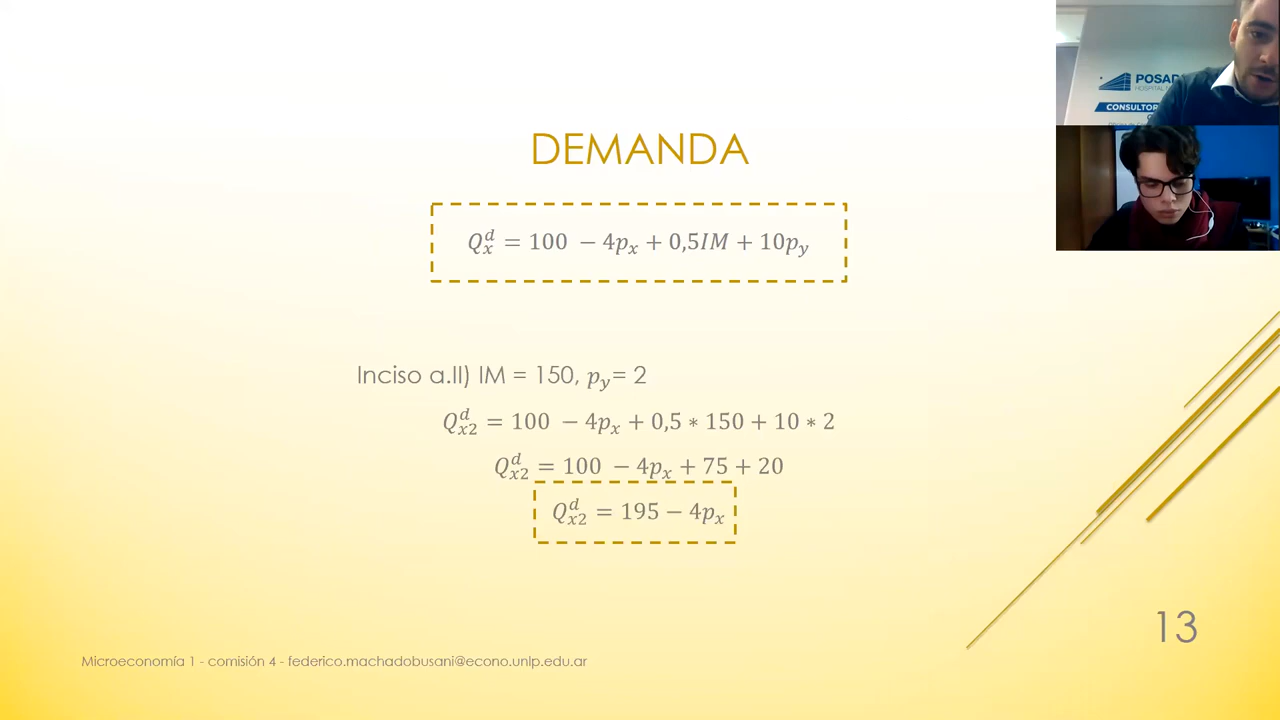 POSAD
CONSULTOR
DEMANDA
Q_x^d = 100 − 4p_x + 0,5IM + 10p_y
Inciso a.II) IM = 150, p_y= 2
Q_x2^d = 100 − 4p_x + 0,5 ∗ 150 + 10 ∗ 2
Q_x2^d = 100 − 4p_x + 75 + 20
Q_x2^d = 195 − 4p_x
13
Microeconomía 1 - comisión 4 - federico.machadobusani@econo.unlp.edu.ar